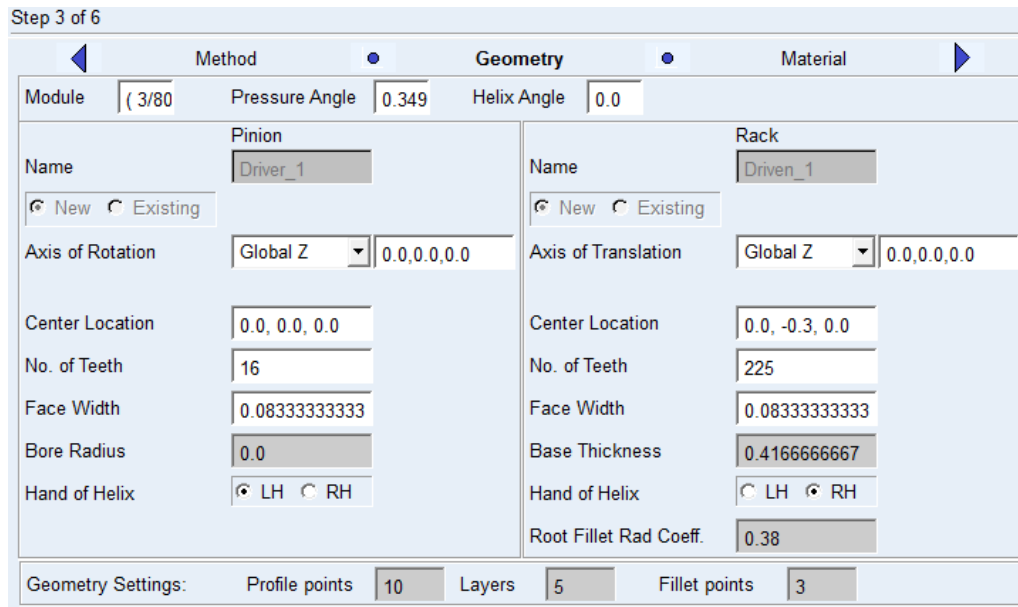 Step 3 of 6
Method Geometry Material
Module ( 3/80 Pressure Angle 0.349 Helix Angle 0.0
Pinion Rack
Name Driver_1 Name Driven_1
New Existing New Existing
Axis of Rotation Global Z 0.0,0.0,0.0 Axis of Translation Global Z 0.0,0.0,0.0
Center Location 0.0, 0.0, 0.0 Center Location 0.0, -0.3, 0.0
No. of Teeth 16 No. of Teeth 225
Face Width 0.08333333333 Face Width 0.08333333333
Bore Radius 0.0 Base Thickness 0.4166666667
Hand of Helix LH RH Hand of Helix LH RH
Root Fillet Rad Coeff. 0.38
Geometry Settings: Profile points 10 Layers 5 Fillet points 3